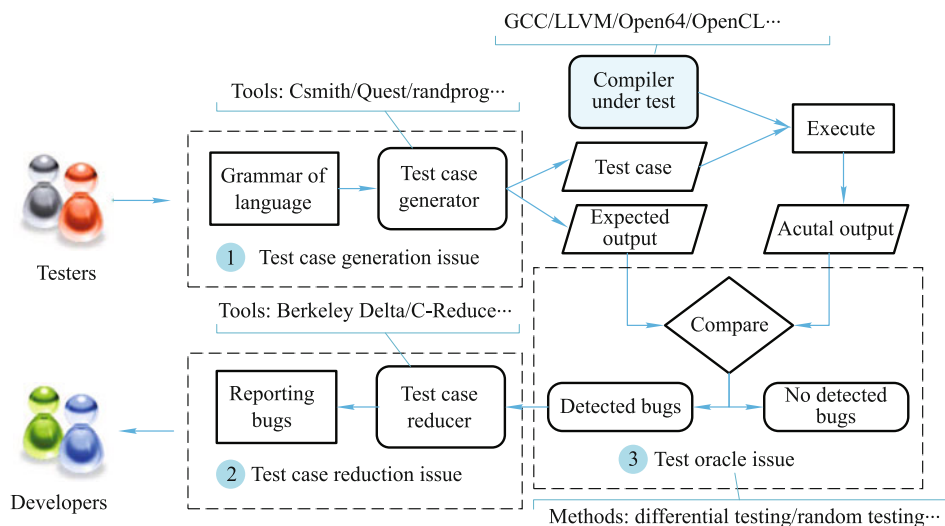 GCC/LLVM/Open64/OpenCL···
Compiler
under test
Tools: Csmith/Quest/randprog···
Execute
Grammar of
language
Test case
generator
Test case
Expected
output
Acutal output
1 Test case generation issue
Testers
Tools: Berkeley Delta/C-Reduce···
Compare
Reporting
bugs
Test case
reducer
Detected bugs
No detected
bugs
2 Test case reduction issue
3 Test oracle issue
Developers
Methods: differential testing/random testing···